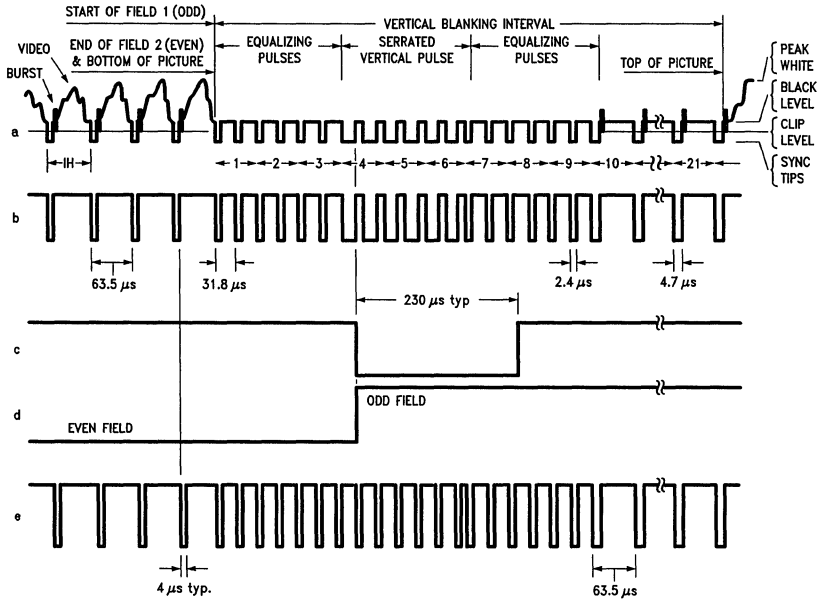 START OF FIELD 1 (ODD)
VERTICAL BLANKING INTERVAL
END OF FIELD 2 (EVEN)
& BOTTOM OF PICTURE
EQUALIZING
PULSES
SERRATED
VERTICAL PULSE
EQUALIZING
PULSES
TOP OF PICTURE
VIDEO
BURST
PEAK
WHITE
BLACK
LEVEL
CLIP
LEVEL
SYNC
TIPS
a
IH
1 2 3 4 5 6 7 8 9 10 21
b
63.5 μs
31.8 μs
2.4 μs
4.7 μs
230 μs typ
c
d
ODD FIELD
EVEN FIELD
e
4 μs typ.
63.5 μs